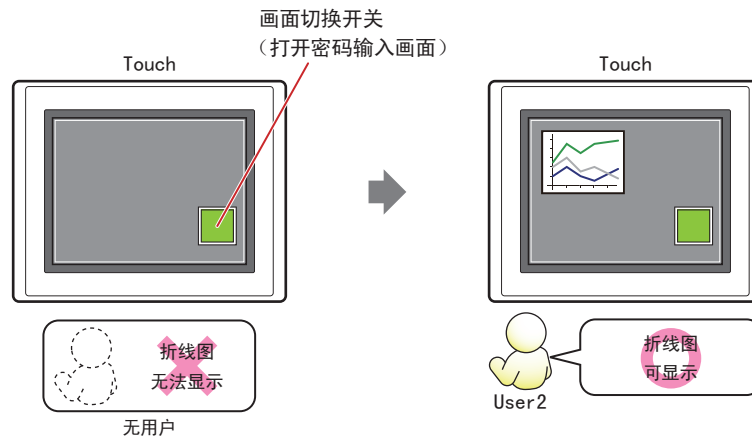 画面切换开关
（打开密码输入画面）
Touch
Touch
折线图
无法显示
无用户
折线图
可显示
User2